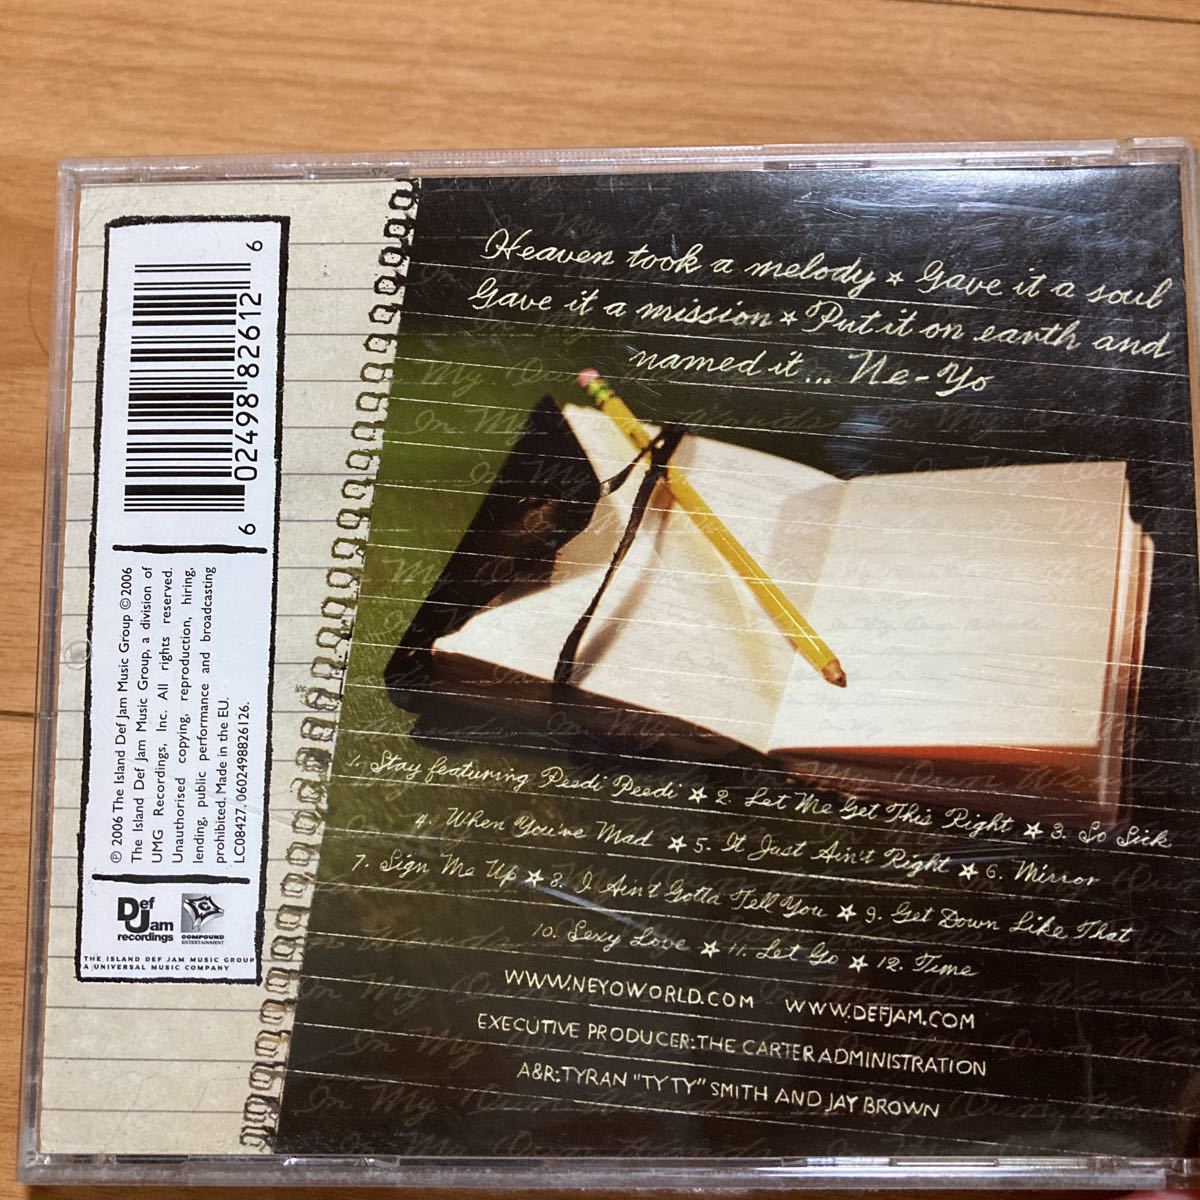 Heaven took a melody ★ Gave it a soul
Gave it a mission ★ Put it on earth and
named it... Ne-Yo
1. Stay featuring Peedi Peedi ★ 2. Let Me Get This Right ★ 3. So Sick
4. When You're Mad ★ 5. It Just Ain't Right ★ 6. Mirror
7. Sign Me Up ★ 8. I Ain't Gotta Tell You ★ 9. Get Down Like That
10. Sexy Love ★ 11. Let Go ★ 12. Time
WWW.NEYOWORLD.COM WWW.DEFJAM.COM
EXECUTIVE PRODUCER: THE CARTER ADMINISTRATION
A&R: TYRAN "TY TY" SMITH AND JAY BROWN
6 02498 82612 6
℗ 2006 The Island Def Jam Music Group © 2006
The Island Def Jam Music Group, a division of
UMG Recordings, Inc. All rights reserved.
Unauthorised copying, reproduction, hiring,
lending, public performance and broadcasting
prohibited. Made in the EU.
LC08427. 0602498826126.
Def
Jam
recordings
COMPOUND
ENTERTAINMENT
THE ISLAND DEF JAM MUSIC GROUP
A UNIVERSAL MUSIC COMPANY
In My Own Words